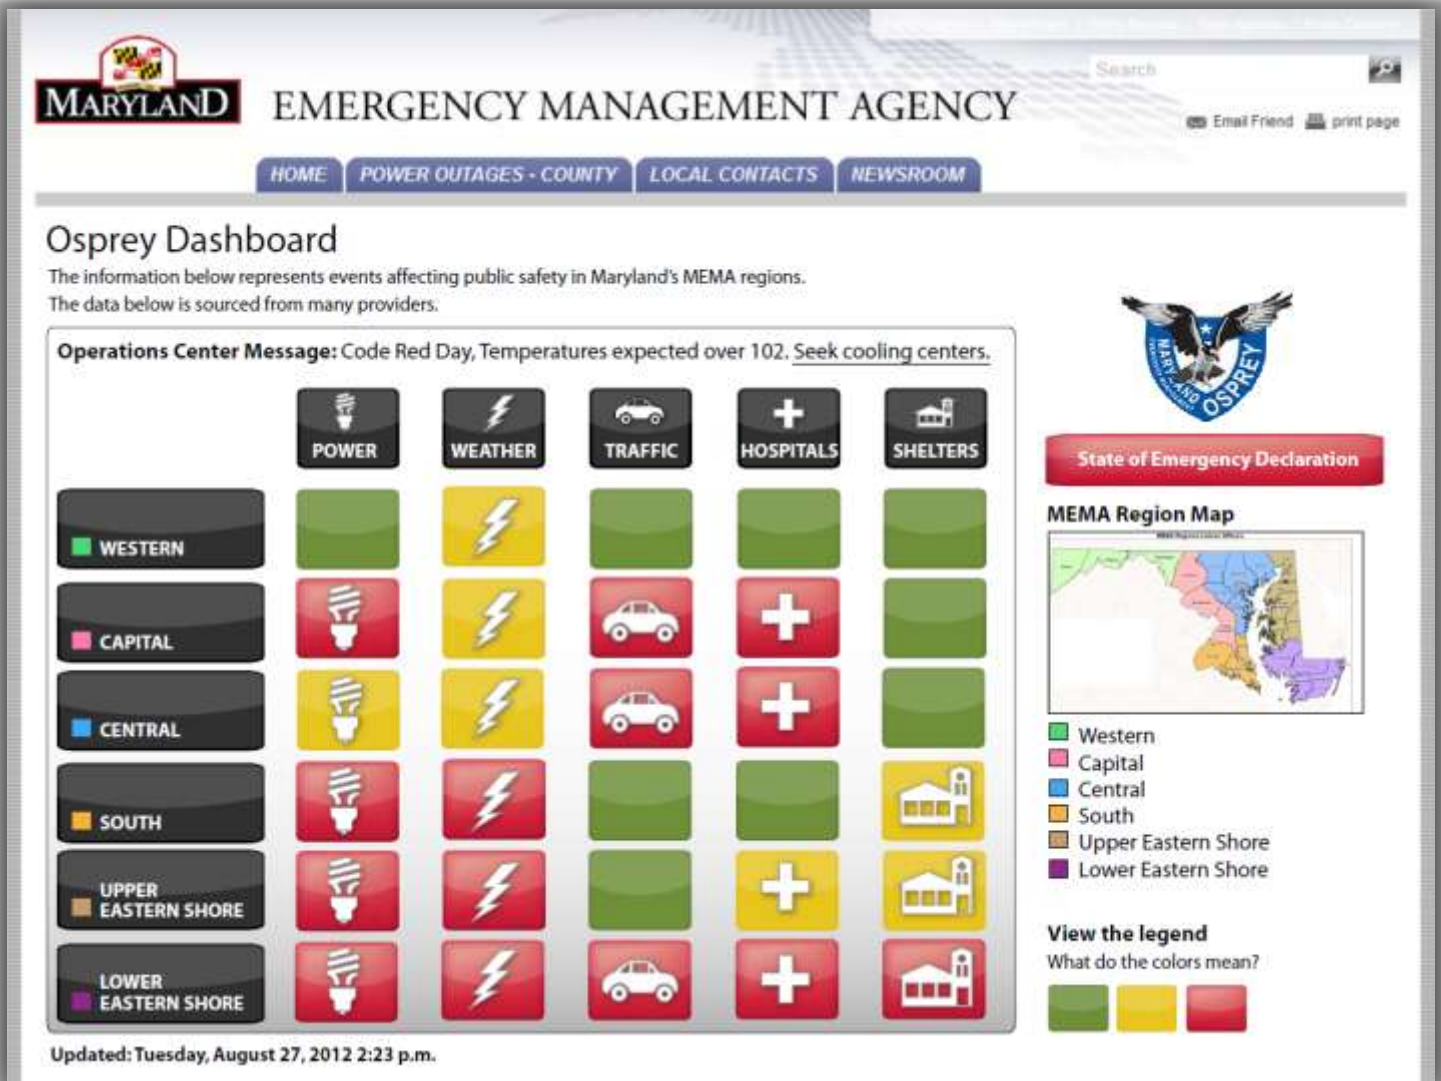 MARYLAND
EMERGENCY MANAGEMENT AGENCY
Search
Email Friend print page
HOME POWER OUTAGES - COUNTY LOCAL CONTACTS NEWSROOM
Osprey Dashboard
The information below represents events affecting public safety in Maryland's MEMA regions.
The data below is sourced from many providers.
Operations Center Message: Code Red Day, Temperatures expected over 102. Seek cooling centers.
POWER WEATHER TRAFFIC HOSPITALS SHELTERS
WESTERN
CAPITAL
CENTRAL
SOUTH
UPPER
EASTERN SHORE
LOWER
EASTERN SHORE
Updated: Tuesday, August 27, 2012 2:23 p.m.
MARYLAND
OSPREY
State of Emergency Declaration
MEMA Region Map
Western
Capital
Central
South
Upper Eastern Shore
Lower Eastern Shore
View the legend
What do the colors mean?